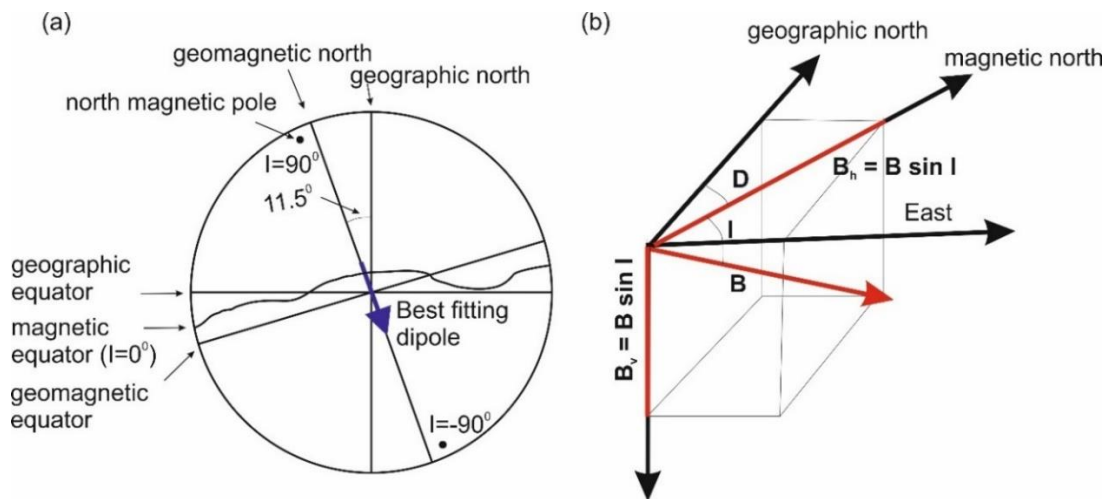 (a)
geomagnetic north
geographic north
north magnetic pole
I=90⁰
11.5⁰
geographic
equator
magnetic
equator (I=0⁰)
geomagnetic
equator
Best fitting
dipole
I=-90⁰
(b)
geographic north
magnetic north
D
Bₕ = B sin I
East
I
B
Bᵥ = B sin I